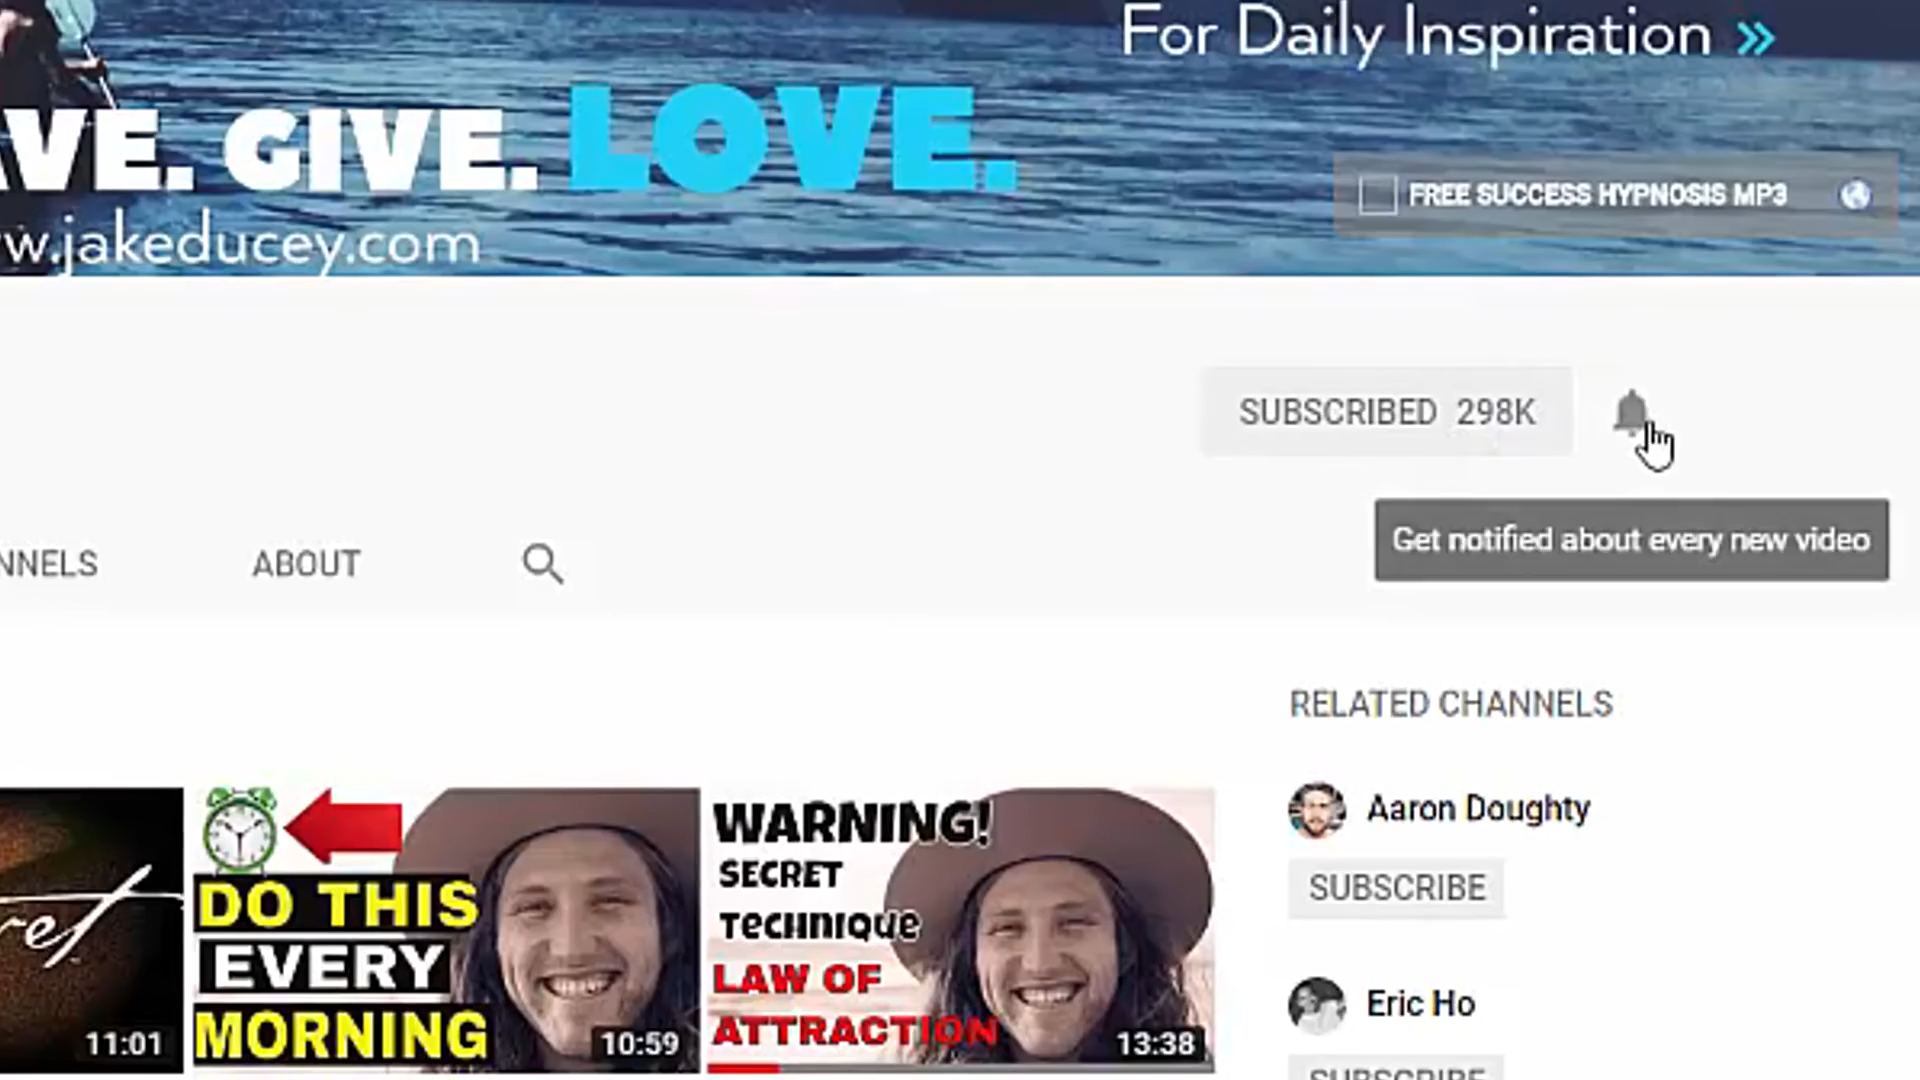 For Daily Inspiration »
VE. GIVE. LOVE.
FREE SUCCESS HYPNOSIS MP3
w.jakeducey.com
SUBSCRIBED 298K
Get notified about every new video
NNELS
ABOUT
RELATED CHANNELS
Aaron Doughty
SUBSCRIBE
ret
11:01
DO THIS
EVERY
MORNING
10:59
WARNING!
SECRET
TECHNIQUE
LAW OF
ATTRACTION
13:38
Eric Ho
SUBSCRIBE